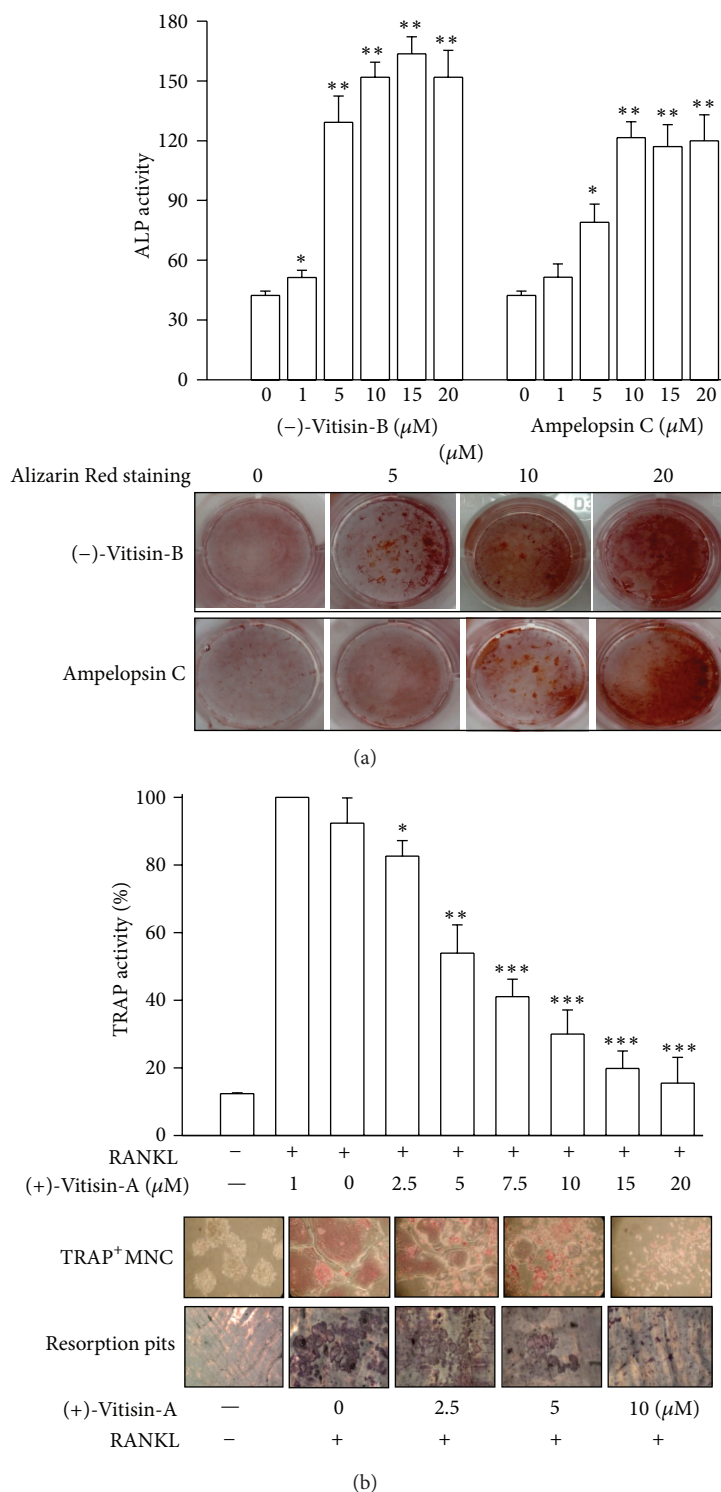 180
150
120
90
60
30
0
ALP activity
** ** ** ** ** ** **
** *
*
0 1 5 10 15 20 0 1 5 10 15 20
(−)-Vitisin-B (μM) Ampelopsin C (μM)
(μM)
Alizarin Red staining 0 5 10 20
(−)-Vitisin-B
Ampelopsin C
(a)
100
80
60
40
20
0
TRAP activity (%)
*
**
***
***
***
***
RANKL − + + + + + + + +
(+)-Vitisin-A (μM) — 1 0 2.5 5 7.5 10 15 20
TRAP⁺ MNC
Resorption pits
(+)-Vitisin-A — 0 2.5 5 10 (μM)
RANKL − + + + +
(b)